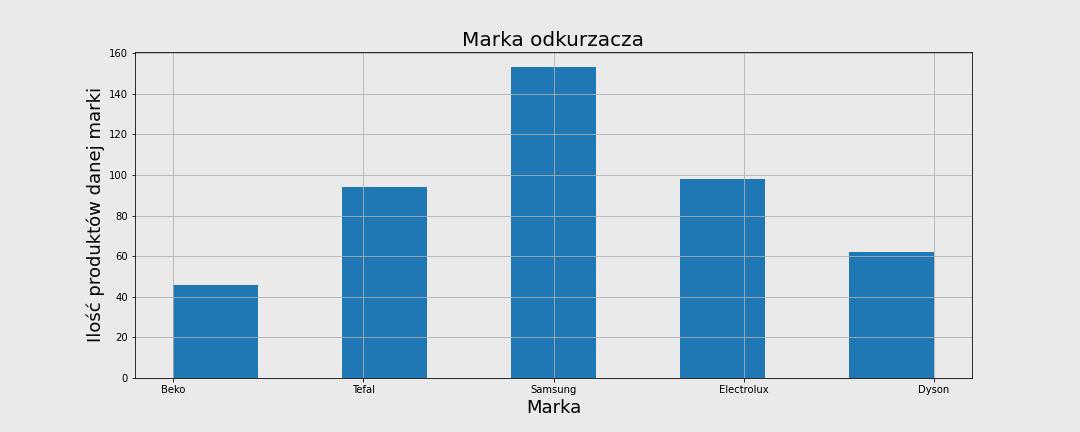 Marka odkurzacza
Ilość produktów danej marki
160
140
120
100
80
60
40
20
0
Beko Tefal Samsung Electrolux Dyson
Marka